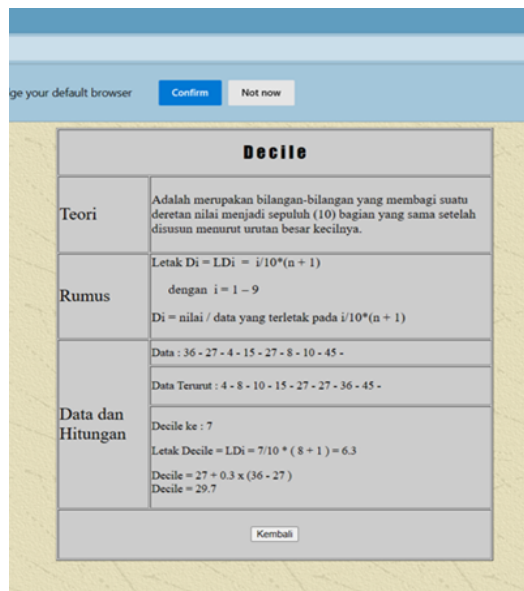 ge your default browser Confirm Not now
Decile
Teori
Adalah merupakan bilangan-bilangan yang membagi suatu
deretan nilai menjadi sepuluh (10) bagian yang sama setelah
disusun menurut urutan besar kecilnya.
Rumus
Letak Di = LDi = i/10*(n + 1)
dengan i = 1 – 9
Di = nilai / data yang terletak pada i/10*(n + 1)
Data dan
Hitungan
Data : 36 - 27 - 4 - 15 - 27 - 8 - 10 - 45 -
Data Terurut : 4 - 8 - 10 - 15 - 27 - 27 - 36 - 45 -
Decile ke : 7
Letak Decile = LDi = 7/10 * ( 8 + 1 ) = 6.3
Decile = 27 + 0.3 x (36 - 27 )
Decile = 29.7
Kembali